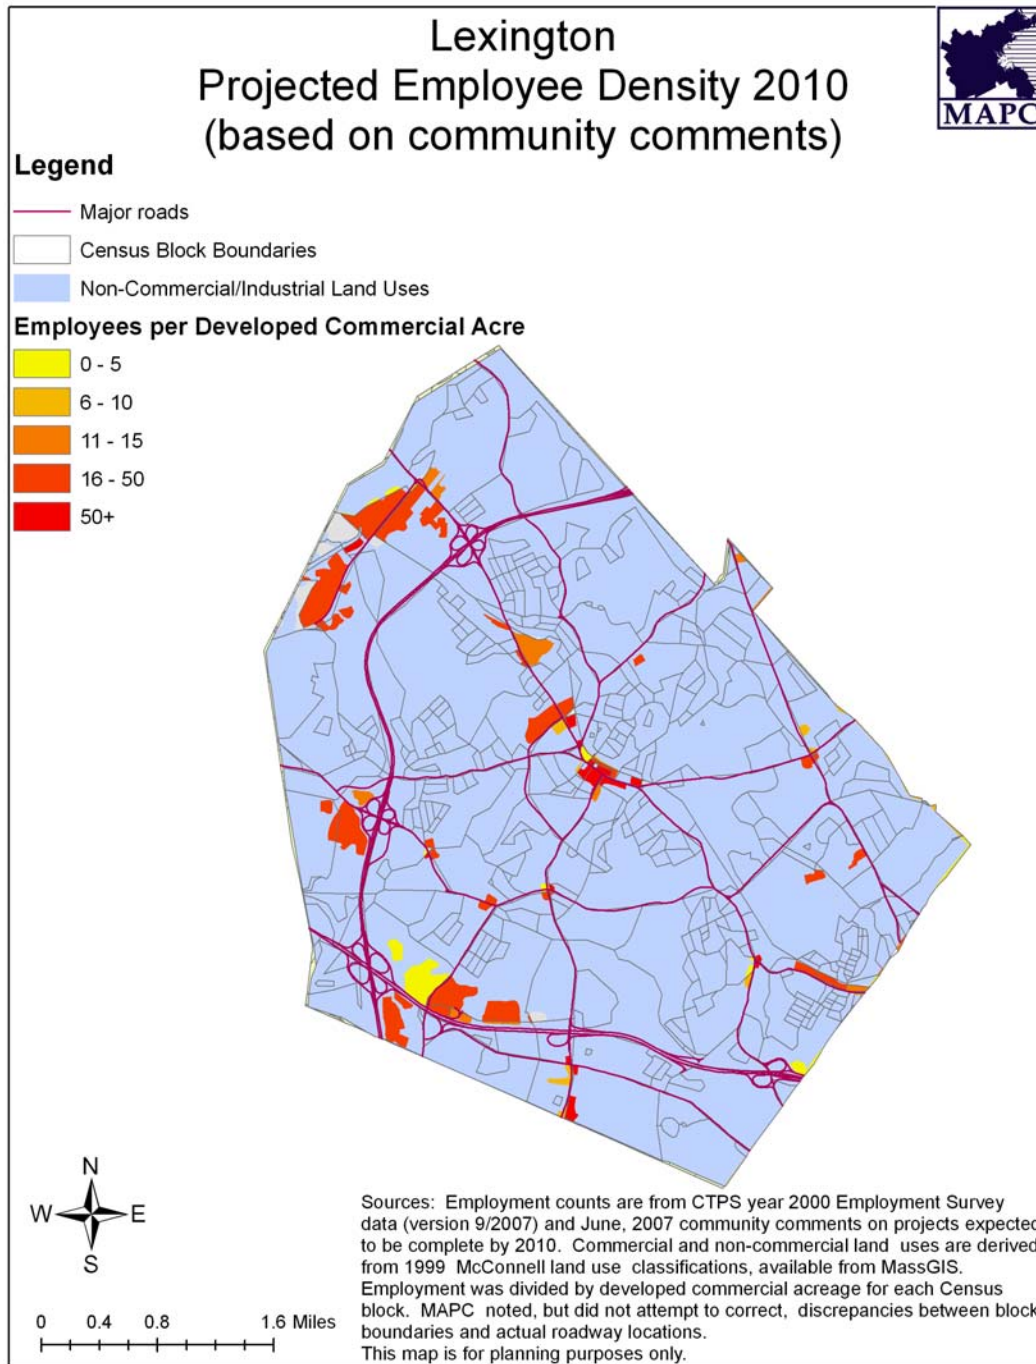 Lexington
Projected Employee Density 2010
(based on community comments)
MAPC
Legend
Major roads
Census Block Boundaries
Non-Commercial/Industrial Land Uses
Employees per Developed Commercial Acre
0 - 5
6 - 10
11 - 15
16 - 50
50+
N
W E
S
0 0.4 0.8 1.6 Miles
Sources: Employment counts are from CTPS year 2000 Employment Survey
data (version 9/2007) and June, 2007 community comments on projects expected
to be complete by 2010. Commercial and non-commercial land uses are derived
from 1999 McConnell land use classifications, available from MassGIS.
Employment was divided by developed commercial acreage for each Census
block. MAPC noted, but did not attempt to correct, discrepancies between block
boundaries and actual roadway locations.
This map is for planning purposes only.